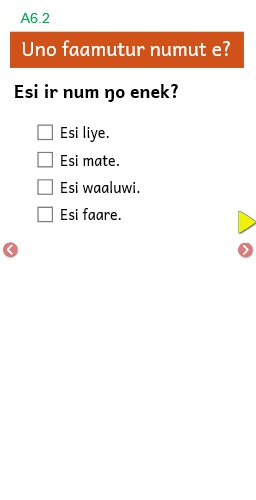 A6.2
Uno faamutur numut e?
Esi ir num ŋo enek?
Esi liye.
Esi mate.
Esi waaluwi.
Esi faare.